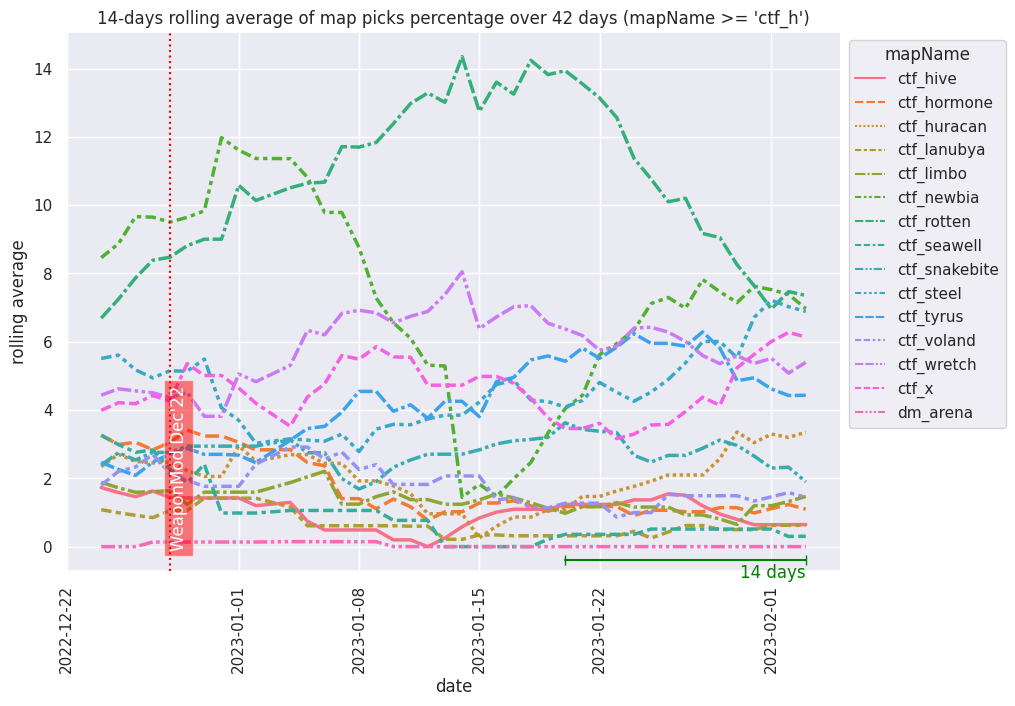 14-days rolling average of map picks percentage over 42 days (mapName >= 'ctf_h')
mapName
ctf_hive
ctf_hormone
ctf_huracan
ctf_lanubya
ctf_limbo
ctf_newbia
ctf_rotten
ctf_seawell
ctf_snakebite
ctf_steel
ctf_tyrus
ctf_voland
ctf_wretch
ctf_x
dm_arena
rolling average
14
12
10
8
6
4
2
0
WeaponMod Dec'22
14 days
2022-12-22
2023-01-01
2023-01-08
2023-01-15
2023-01-22
2023-02-01
date